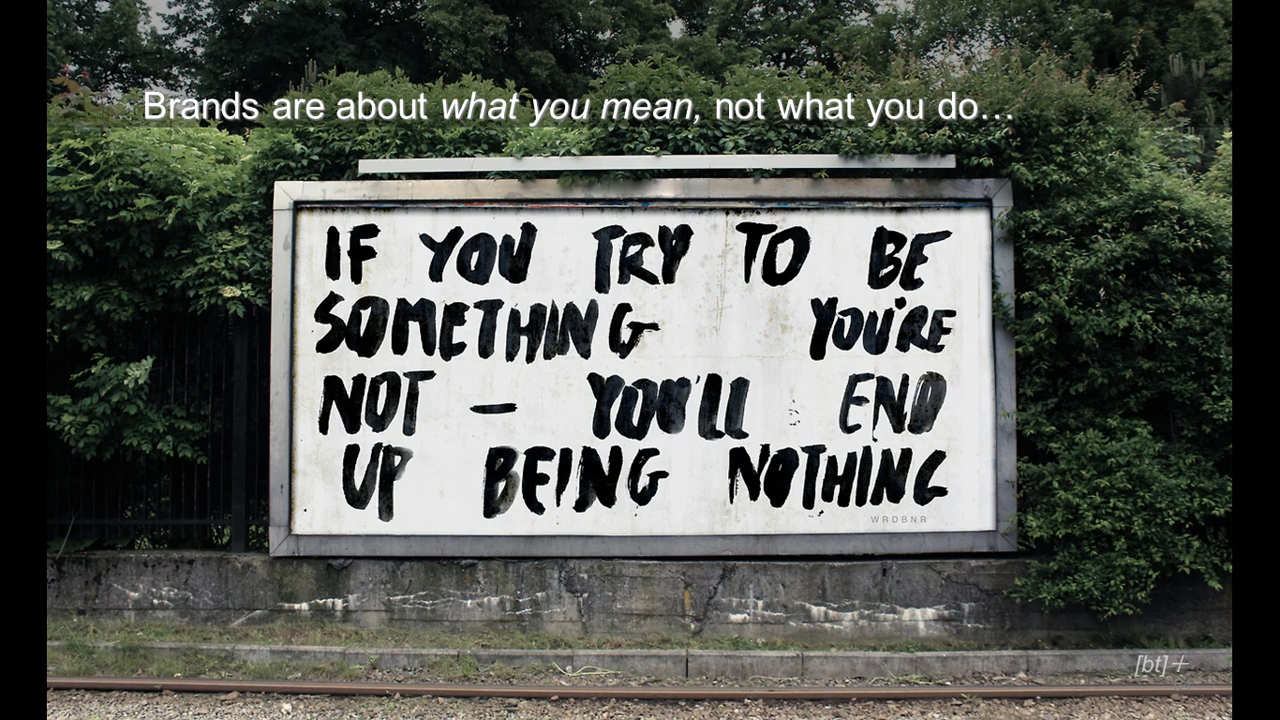 Brands are about what you mean, not what you do…
IF YOU TRY TO BE
SOMETHING YOU'RE
NOT – YOU'LL END
UP BEING NOTHING
WRDBNR
[bt]+